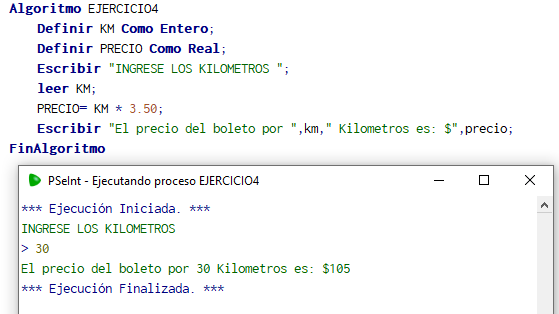 Algoritmo EJERCICIO4
Definir KM Como Entero;
Definir PRECIO Como Real;
Escribir "INGRESE LOS KILOMETROS ";
leer KM;
PRECIO= KM * 3.50;
Escribir "El precio del boleto por ",km," Kilometros es: $",precio;
FinAlgoritmo
PSeInt - Ejecutando proceso EJERCICIO4
*** Ejecución Iniciada. ***
INGRESE LOS KILOMETROS
> 30
El precio del boleto por 30 Kilometros es: $105
*** Ejecución Finalizada. ***